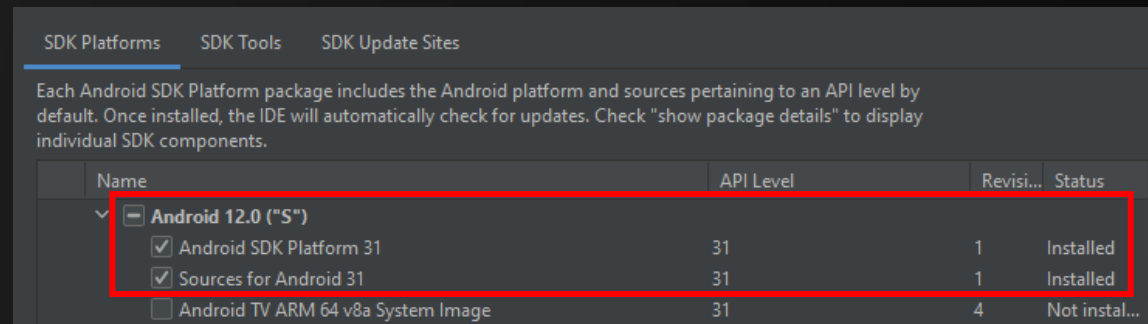 SDK Platforms SDK Tools SDK Update Sites
Each Android SDK Platform package includes the Android platform and sources pertaining to an API level by
default. Once installed, the IDE will automatically check for updates. Check "show package details" to display
individual SDK components.
Name API Level Revisi... Status
Android 12.0 ("S")
Android SDK Platform 31 31 1 Installed
Sources for Android 31 31 1 Installed
Android TV ARM 64 v8a System Image 31 4 Not instal...